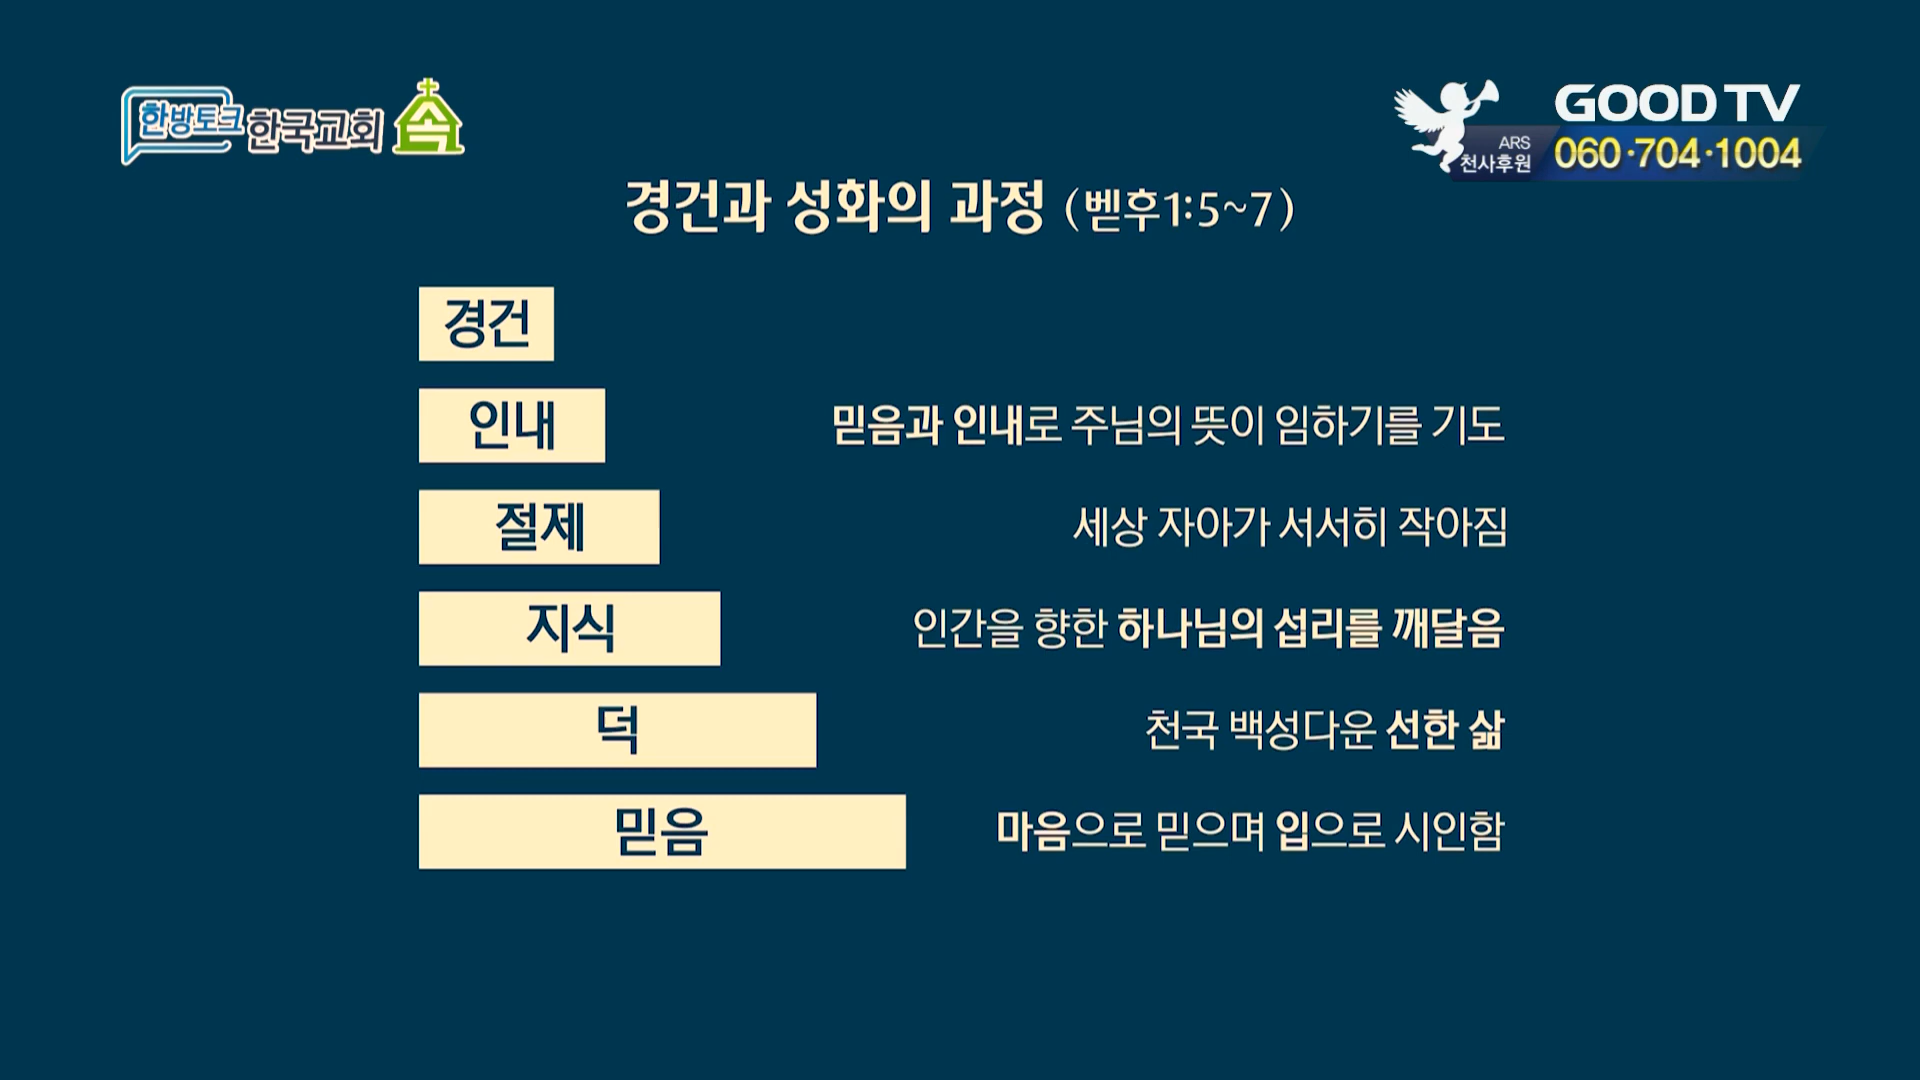 한방토크 한국교회 속
GOOD TV
ARS
천사후원
060·704·1004
경건과 성화의 과정 (벧후1:5~7)
경건
인내 믿음과 인내로 주님의 뜻이 임하기를 기도
절제 세상 자아가 서서히 작아짐
지식 인간을 향한 하나님의 섭리를 깨달음
덕 천국 백성다운 선한 삶
믿음 마음으로 믿으며 입으로 시인함